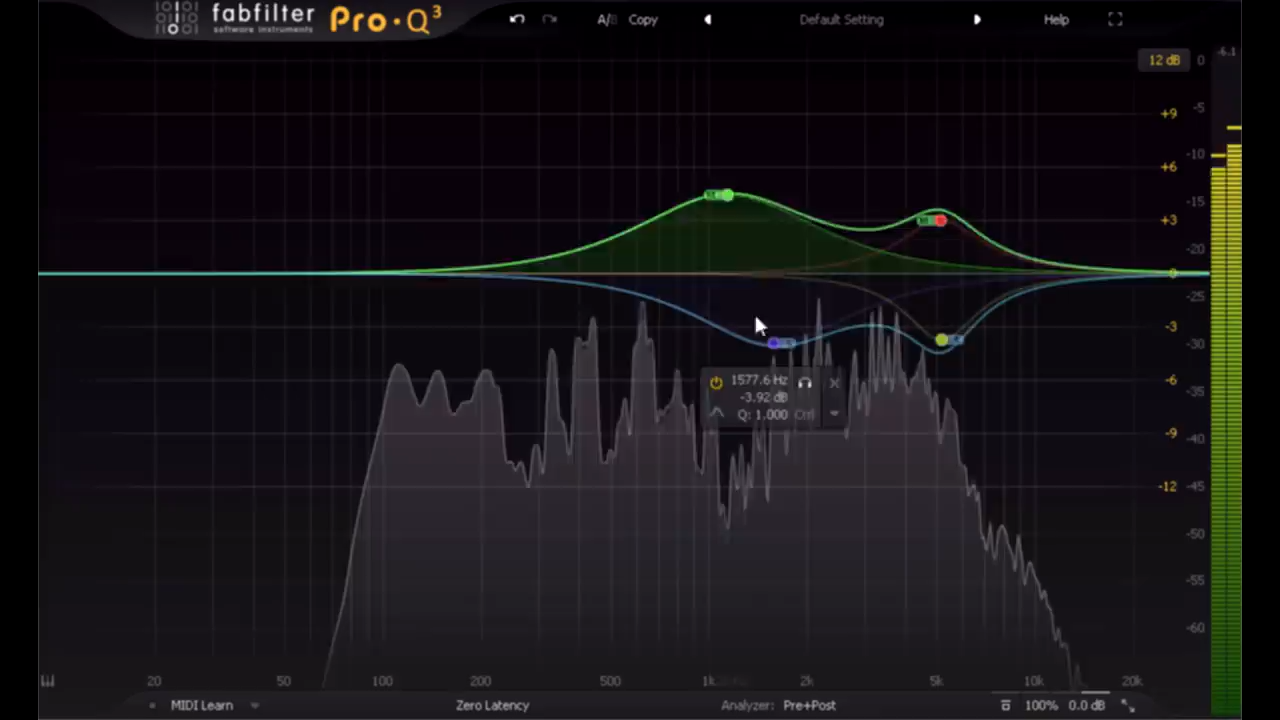 fabfilter
software instruments
Pro·Q³
A/B Copy
Default Setting
Help
-6.1
12 dB 0
-5
+9
-10
+6
-15
+3
-20
0
-25
-3
-30
-6
-35
-9
-40
-12 -45
-50
-55
-60
1577.6 Hz
-3.92 dB
Q: 1.000 Ctrl
20 50 100 200 500 1k 2k 5k 10k 20k
MIDI Learn Zero Latency Analyzer: Pre+Post 100% 0.0 dB